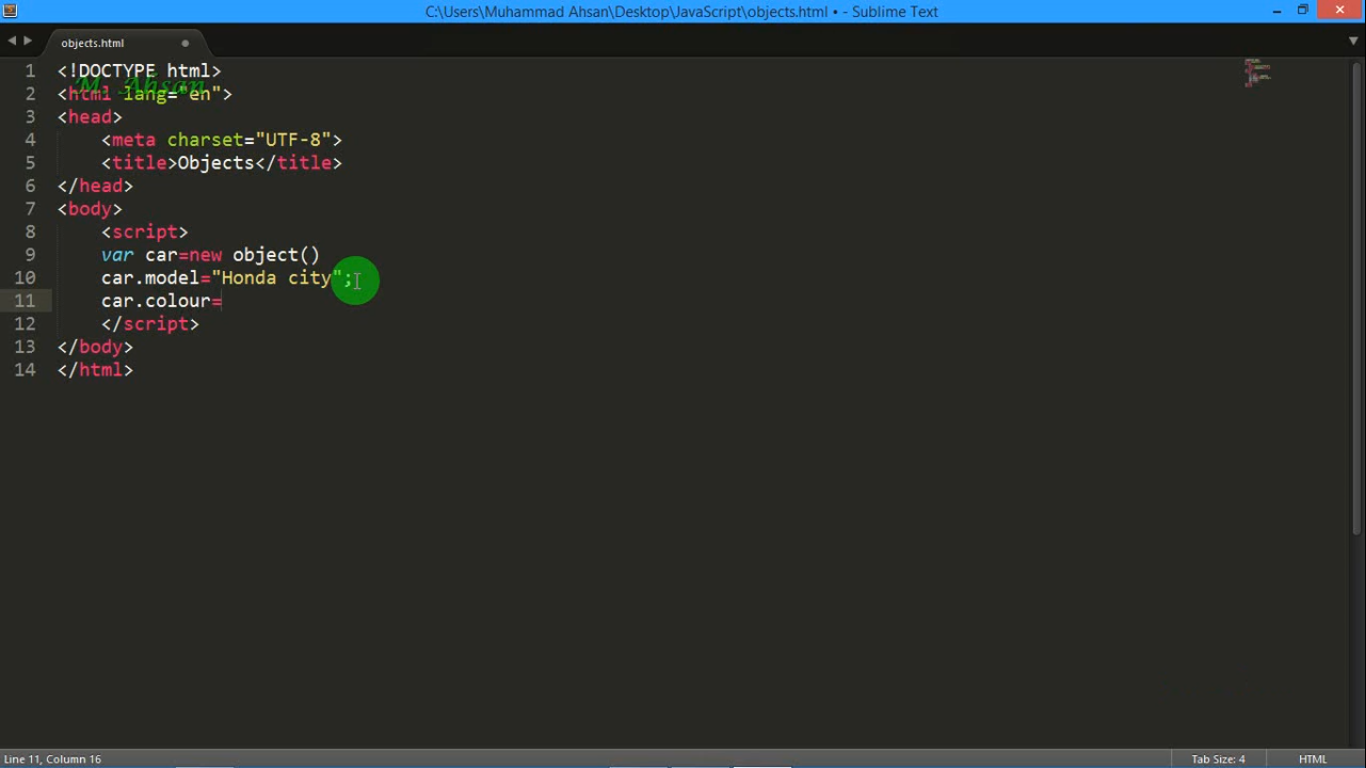 C:\Users\Muhammad Ahsan\Desktop\JavaScript\objects.html • - Sublime Text
objects.html
1 <!DOCTYPE html>
M. Ahsan
2 <html lang="en">
3 <head>
4 <meta charset="UTF-8">
5 <title>Objects</title>
6 </head>
7 <body>
8 <script>
9 var car=new object()
10 car.model="Honda city";
11 car.colour=
12 </script>
13 </body>
14 </html>
Line 11, Column 16
Tab Size: 4
HTML